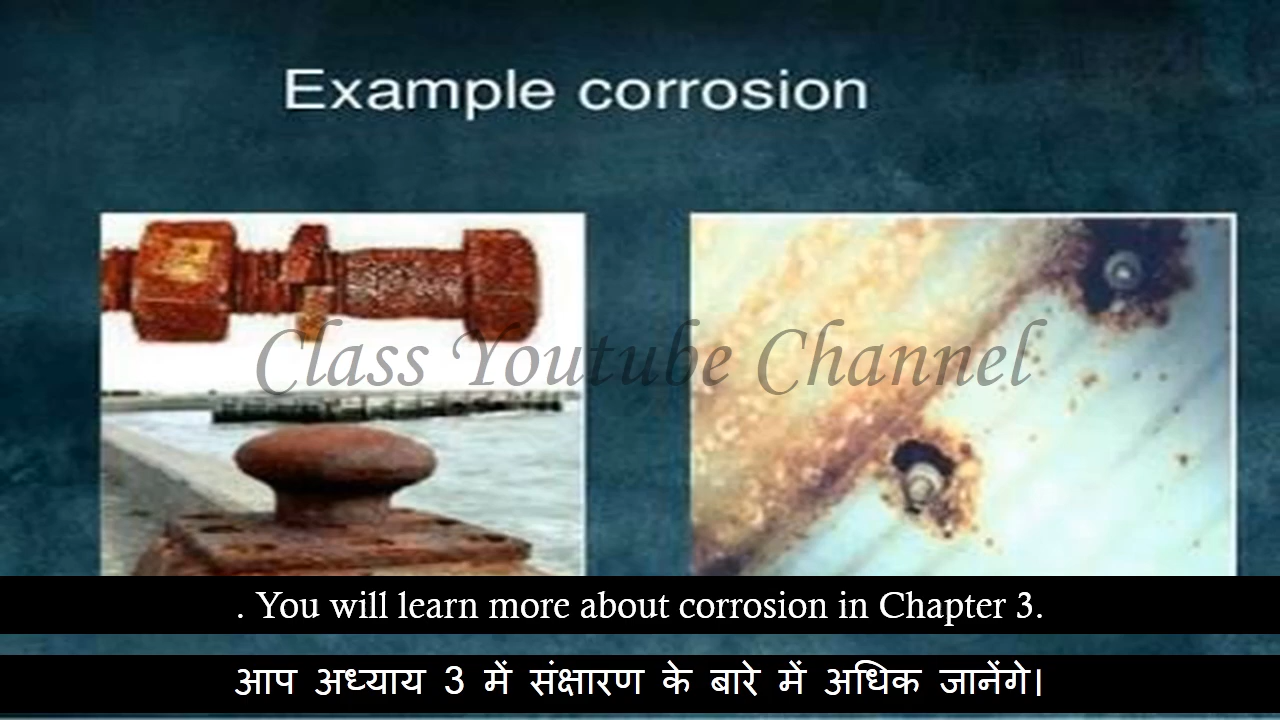 Example corrosion
Class Youtube Channel
. You will learn more about corrosion in Chapter 3.
आप अध्याय 3 में संक्षारण के बारे में अधिक जानेंगे।